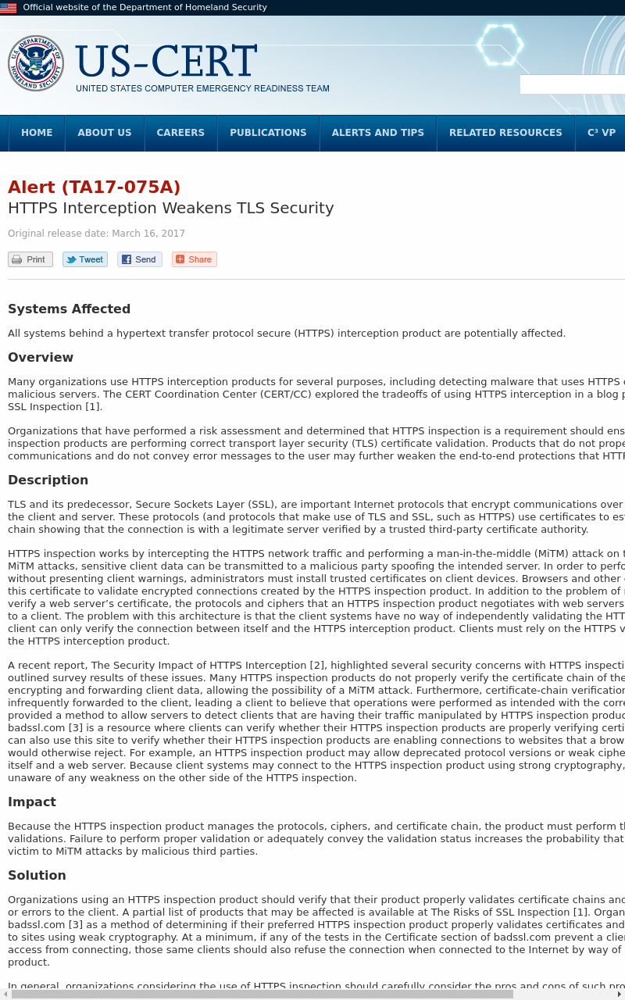 Official website of the Department of Homeland Security
US-CERT
UNITED STATES COMPUTER EMERGENCY READINESS TEAM
HOME ABOUT US CAREERS PUBLICATIONS ALERTS AND TIPS RELATED RESOURCES C³ VP
Alert (TA17-075A)
HTTPS Interception Weakens TLS Security
Original release date: March 16, 2017
Print Tweet Send Share
Systems Affected
All systems behind a hypertext transfer protocol secure (HTTPS) interception product are potentially affected.
Overview
Many organizations use HTTPS interception products for several purposes, including detecting malware that uses HTTPS
malicious servers. The CERT Coordination Center (CERT/CC) explored the tradeoffs of using HTTPS interception in a blog
SSL Inspection [1].
Organizations that have performed a risk assessment and determined that HTTPS inspection is a requirement should ens
inspection products are performing correct transport layer security (TLS) certificate validation. Products that do not prope
communications and do not convey error messages to the user may further weaken the end-to-end protections that HTT
Description
TLS and its predecessor, Secure Sockets Layer (SSL), are important Internet protocols that encrypt communications over
the client and server. These protocols (and protocols that make use of TLS and SSL, such as HTTPS) use certificates to es
chain showing that the connection is with a legitimate server verified by a trusted third-party certificate authority.
HTTPS inspection works by intercepting the HTTPS network traffic and performing a man-in-the-middle (MiTM) attack on t
MiTM attacks, sensitive client data can be transmitted to a malicious party spoofing the intended server. In order to perfo
without presenting client warnings, administrators must install trusted certificates on client devices. Browsers and other
this certificate to validate encrypted connections created by the HTTPS inspection product. In addition to the problem of
verify a web server’s certificate, the protocols and ciphers that an HTTPS inspection product negotiates with web servers
to a client. The problem with this architecture is that the client systems have no way of independently validating the HTT
client can only verify the connection between itself and the HTTPS interception product. Clients must rely on the HTTPS v
the HTTPS interception product.
A recent report, The Security Impact of HTTPS Interception [2], highlighted several security concerns with HTTPS inspecti
outlined survey results of these issues. Many HTTPS inspection products do not properly verify the certificate chain of the
encrypting and forwarding client data, allowing the possibility of a MiTM attack. Furthermore, certificate-chain verification
infrequently forwarded to the client, leading a client to believe that operations were performed as intended with the corre
provided a method to allow servers to detect clients that are having their traffic manipulated by HTTPS inspection produc
badssl.com [3] is a resource where clients can verify whether their HTTPS inspection products are properly verifying certi
can also use this site to verify whether their HTTPS inspection products are enabling connections to websites that a brow
would otherwise reject. For example, an HTTPS inspection product may allow deprecated protocol versions or weak ciphe
itself and a web server. Because client systems may connect to the HTTPS inspection product using strong cryptography,
unaware of any weakness on the other side of the HTTPS inspection.
Impact
Because the HTTPS inspection product manages the protocols, ciphers, and certificate chain, the product must perform t
validations. Failure to perform proper validation or adequately convey the validation status increases the probability that
victim to MiTM attacks by malicious third parties.
Solution
Organizations using an HTTPS inspection product should verify that their product properly validates certificate chains and
or errors to the client. A partial list of products that may be affected is available at The Risks of SSL Inspection [1]. Organ
badssl.com [3] as a method of determining if their preferred HTTPS inspection product properly validates certificates and
to sites using weak cryptography. At a minimum, if any of the tests in the Certificate section of badssl.com prevent a clie
access from connecting, those same clients should also refuse the connection when connected to the Internet by way of
product.
In general, organizations considering the use of HTTPS inspection should carefully consider the pros and cons of such pro